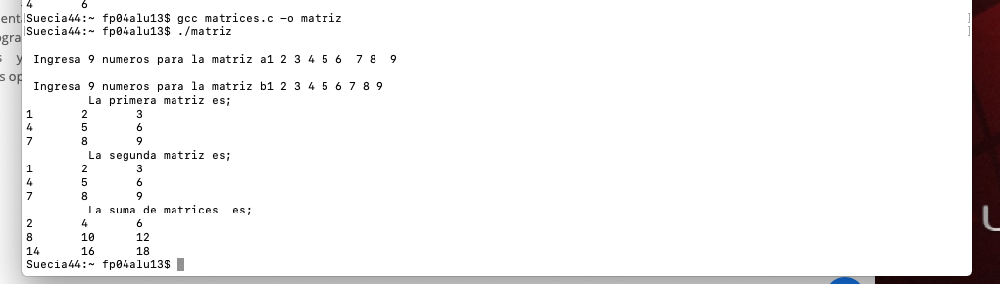 4 6
Suecia44:~ fp04alu13$ gcc matrices.c -o matriz
Suecia44:~ fp04alu13$ ./matriz
Ingresa 9 numeros para la matriz a1 2 3 4 5 6 7 8 9
Ingresa 9 numeros para la matriz b1 2 3 4 5 6 7 8 9
La primera matriz es;
1 2 3
4 5 6
7 8 9
La segunda matriz es;
1 2 3
4 5 6
7 8 9
La suma de matrices es;
2 4 6
8 10 12
14 16 18
Suecia44:~ fp04alu13$